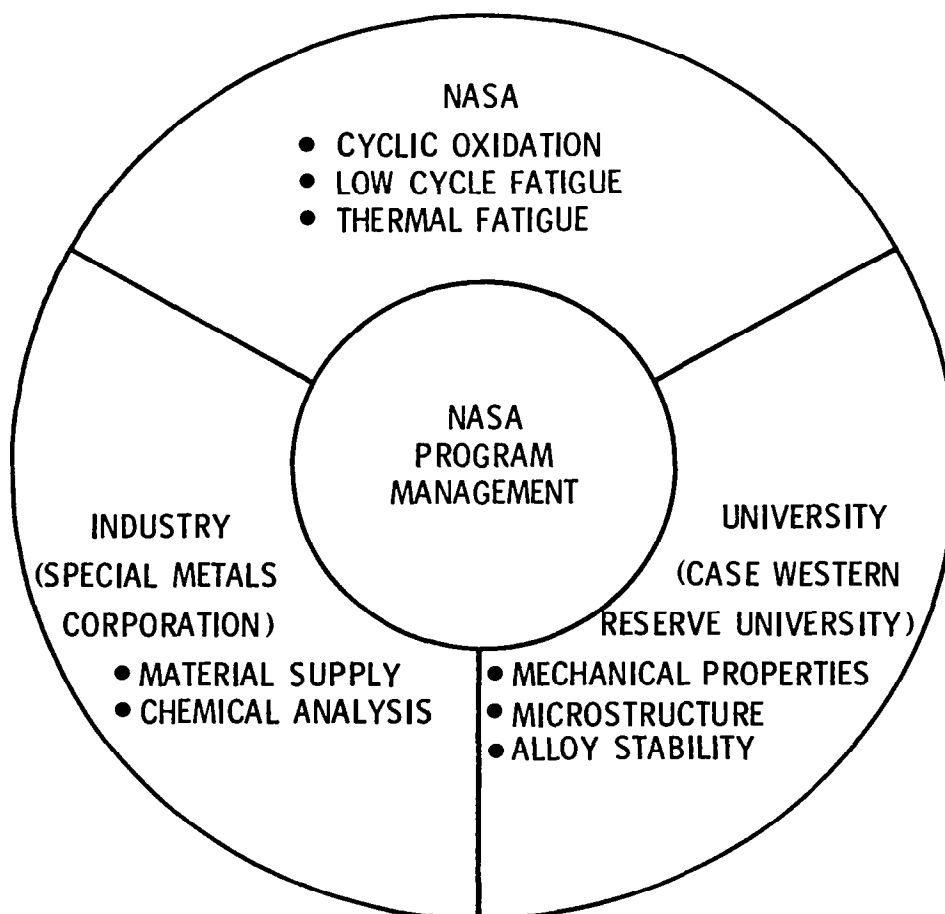 NASA
• CYCLIC OXIDATION
• LOW CYCLE FATIGUE
• THERMAL FATIGUE
NASA
PROGRAM
MANAGEMENT
INDUSTRY
(SPECIAL METALS
CORPORATION)
• MATERIAL SUPPLY
• CHEMICAL ANALYSIS
UNIVERSITY
(CASE WESTERN
RESERVE UNIVERSITY)
• MECHANICAL PROPERTIES
• MICROSTRUCTURE
• ALLOY STABILITY